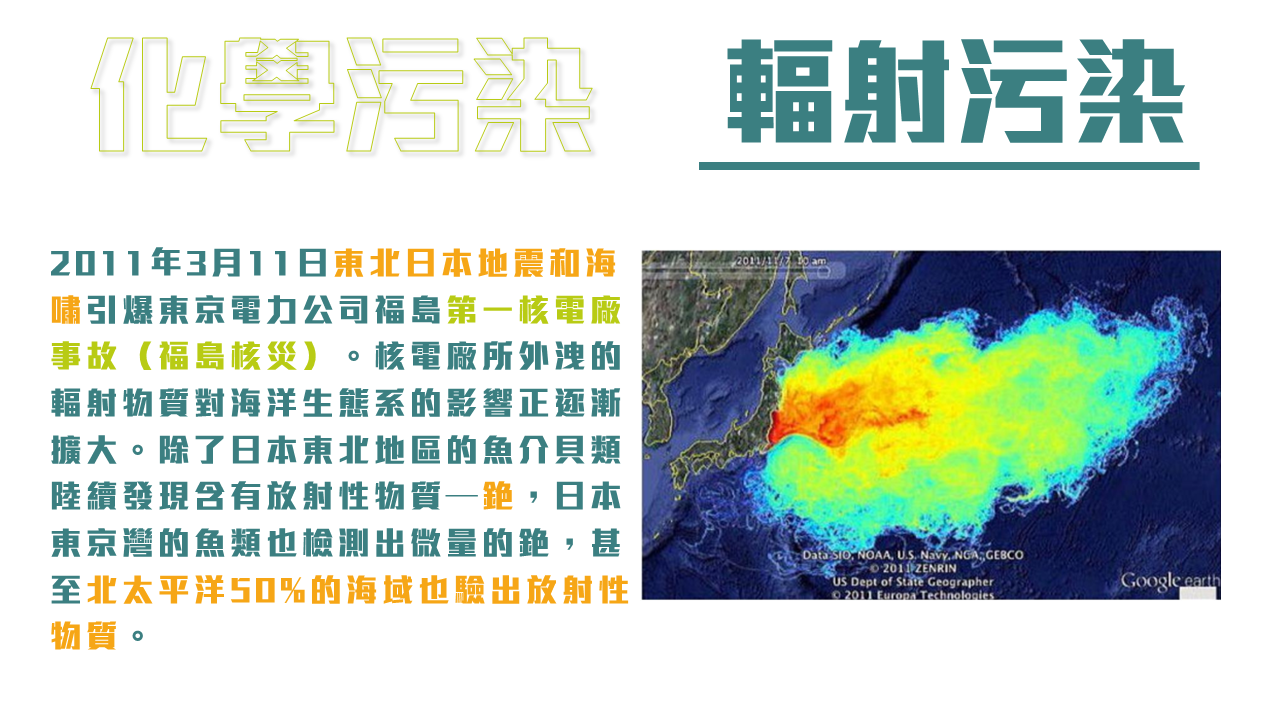 化學污染
輻射污染
2011年3月11日東北日本地震和海
嘯引爆東京電力公司福島第一核電廠
事故（福島核災）。核電廠所外洩的
輻射物質對海洋生態系的影響正逐漸
擴大。除了日本東北地區的魚介貝類
陸續發現含有放射性物質─銫，日本
東京灣的魚類也檢測出微量的銫，甚
至北太平洋50%的海域也驗出放射性
物質。
2011/11/7 10 am
Data SIO, NOAA, U.S. Navy, NGA, GEBCO
© 2011 ZENRIN
US Dept of State Geographer
© 2011 Europa Technologies
Google earth